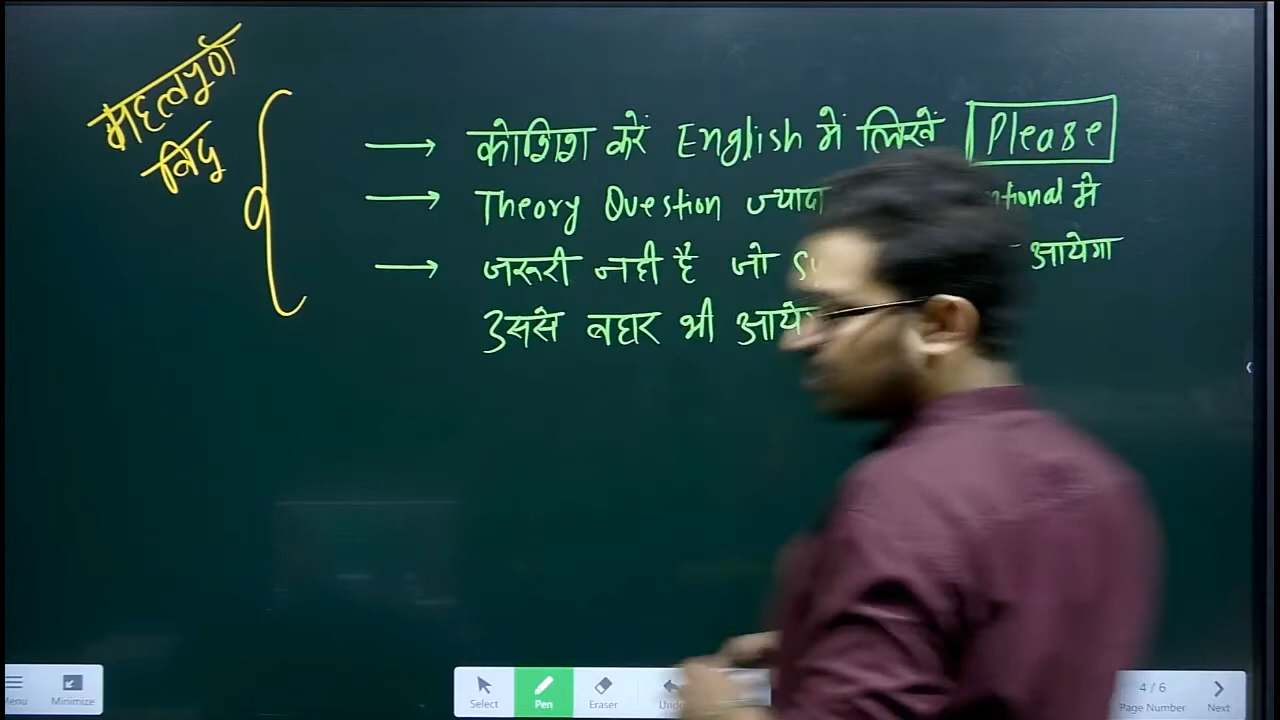 महत्वपूर्ण
बिंदु
→ कोशिश करें English में लिखें Please
→ Theory Question ज्यादा में
→ जरूरी नही है जो आयेगा
उससे बहार भी
Menu
Minimize
Select
Pen
Eraser
4 / 6
Page Number
Next